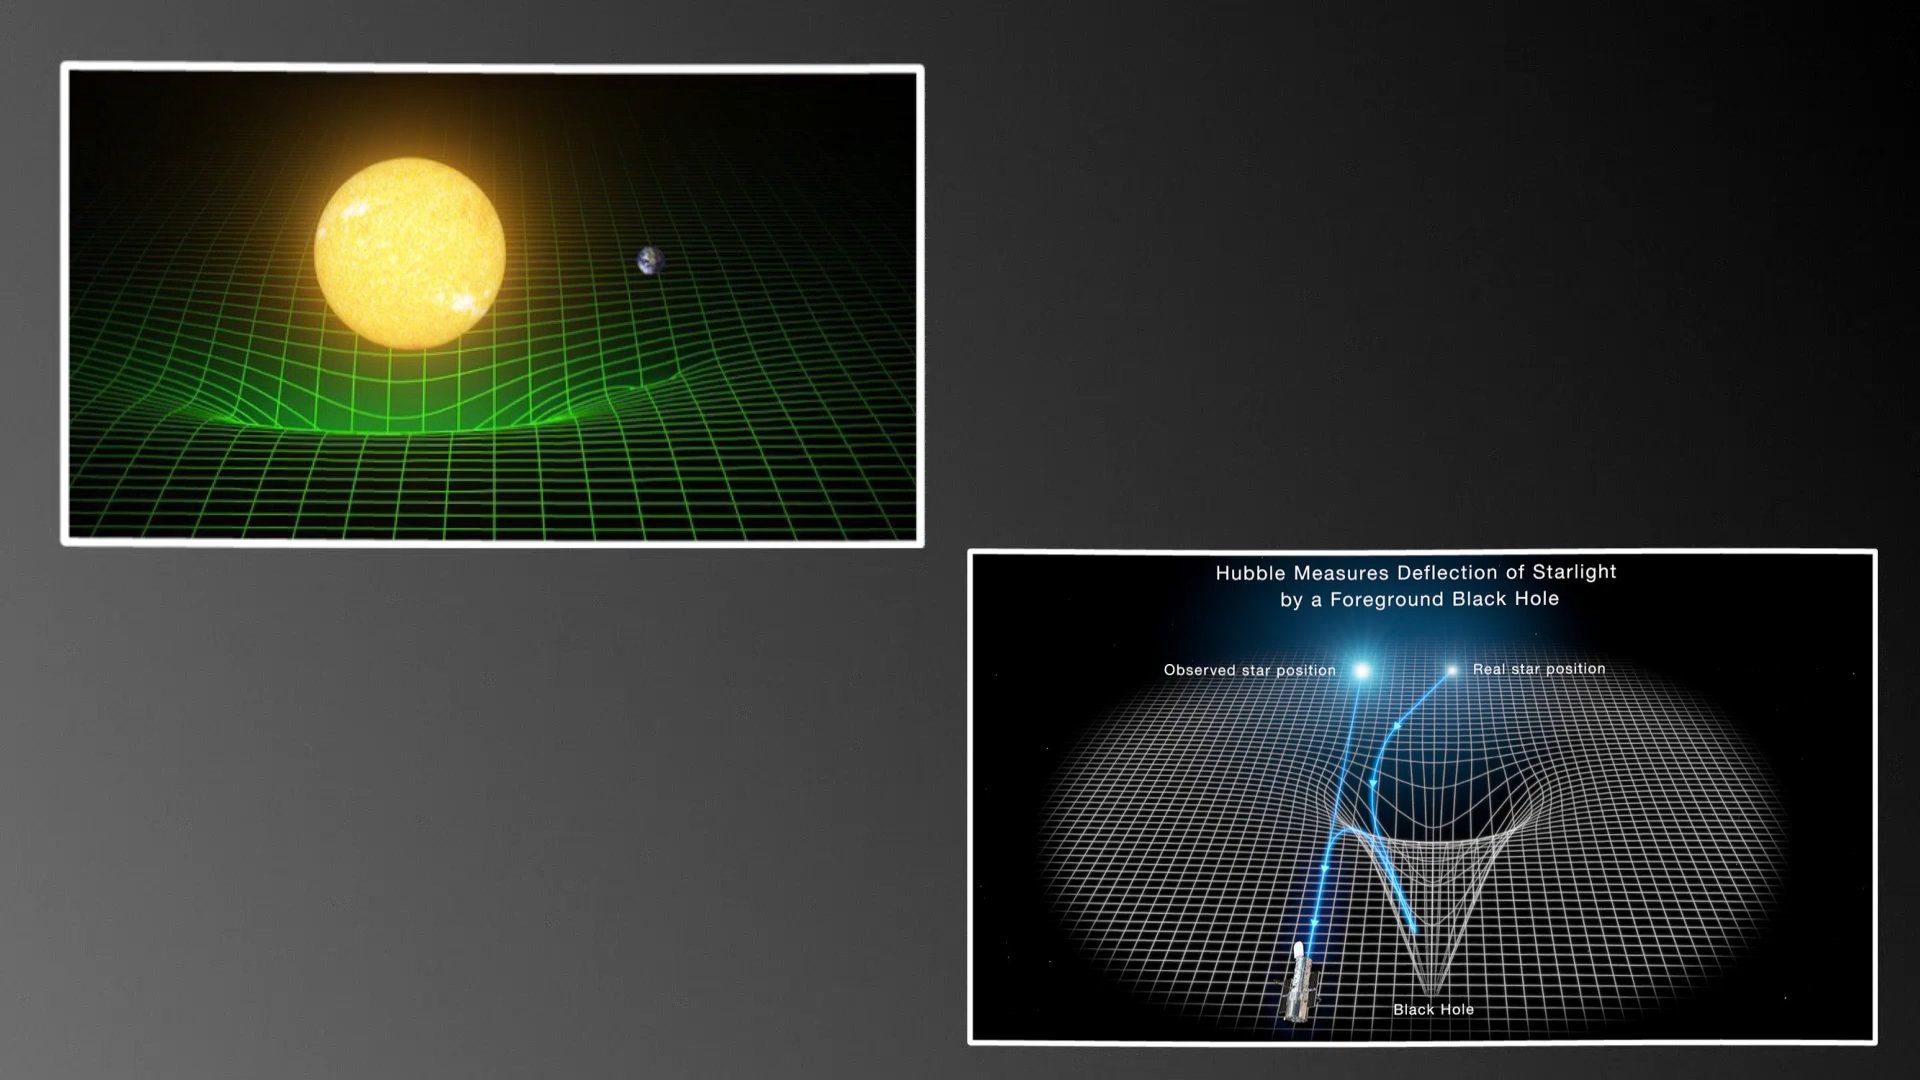 Hubble Measures Deflection of Starlight
by a Foreground Black Hole
Observed star position
Real star position
Black Hole